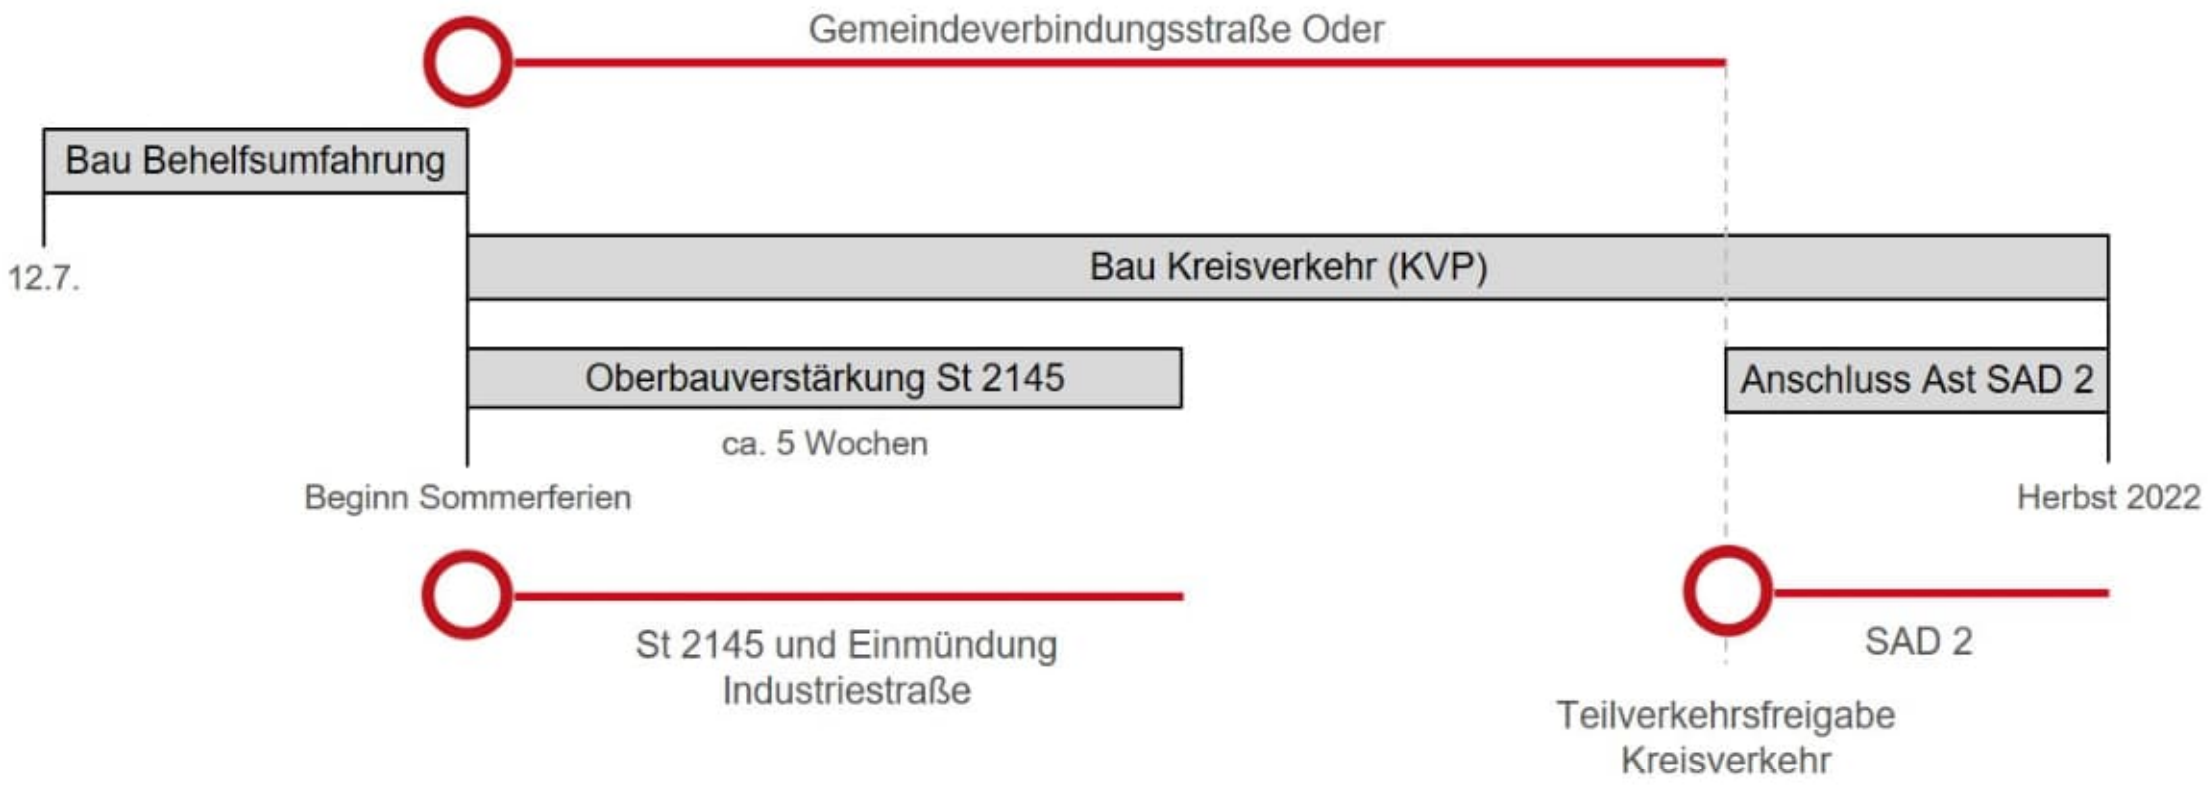 Gemeindeverbindungsstraße Oder
Bau Behelfsumfahrung
12.7.
Bau Kreisverkehr (KVP)
Oberbauverstärkung St 2145
Anschluss Ast SAD 2
ca. 5 Wochen
Beginn Sommerferien
Herbst 2022
St 2145 und Einmündung
Industriestraße
SAD 2
Teilverkehrsfreigabe
Kreisverkehr